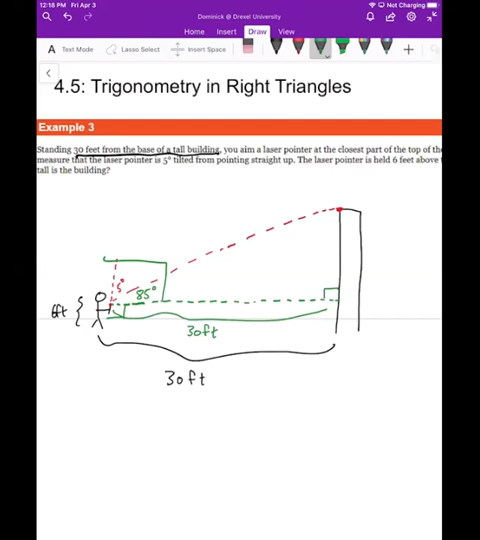 12:18 PM Fri Apr 3
Not Charging
Dominick @ Drexel University
Home Insert Draw View
Text Mode Lasso Select Insert Space
4.5: Trigonometry in Right Triangles
Example 3
Standing 30 feet from the base of a tall building, you aim a laser pointer at the closest part of the top of the
measure that the laser pointer is 5° tilted from pointing straight up. The laser pointer is held 6 feet above
tall is the building?
5°
85°
6ft
30ft
30ft